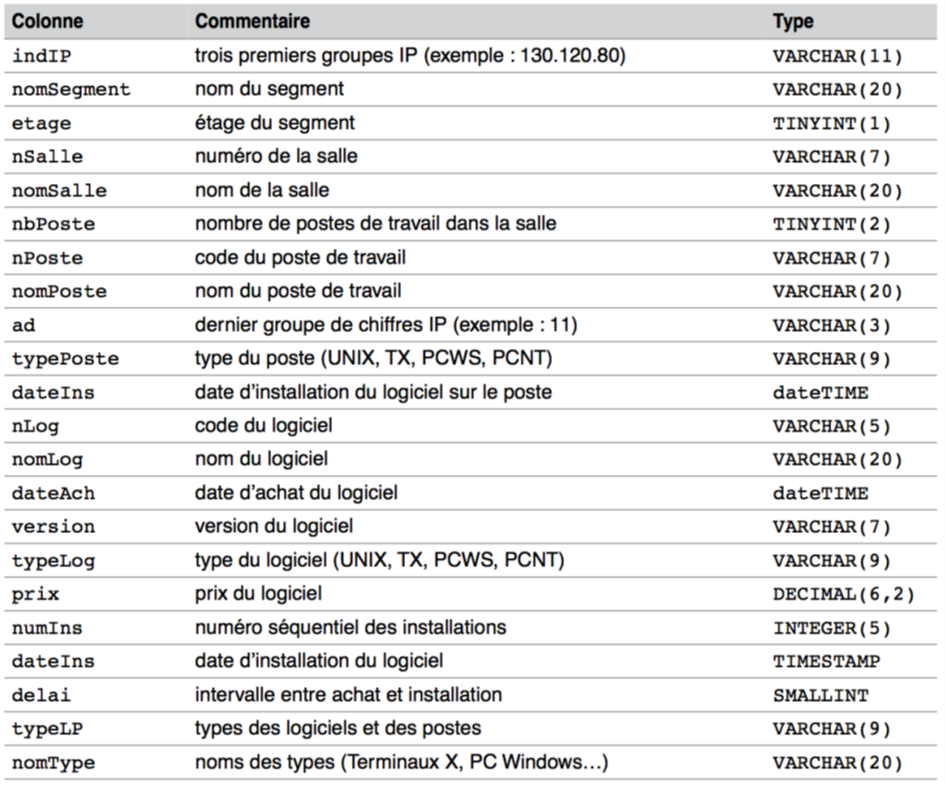 Colonne Commentaire Type
indIP trois premiers groupes IP (exemple : 130.120.80) VARCHAR(11)
nomSegment nom du segment VARCHAR(20)
etage étage du segment TINYINT(1)
nSalle numéro de la salle VARCHAR(7)
nomSalle nom de la salle VARCHAR(20)
nbPoste nombre de postes de travail dans la salle TINYINT(2)
nPoste code du poste de travail VARCHAR(7)
nomPoste nom du poste de travail VARCHAR(20)
ad dernier groupe de chiffres IP (exemple : 11) VARCHAR(3)
typePoste type du poste (UNIX, TX, PCWS, PCNT) VARCHAR(9)
dateIns date d’installation du logiciel sur le poste dateTIME
nLog code du logiciel VARCHAR(5)
nomLog nom du logiciel VARCHAR(20)
dateAch date d’achat du logiciel dateTIME
version version du logiciel VARCHAR(7)
typeLog type du logiciel (UNIX, TX, PCWS, PCNT) VARCHAR(9)
prix prix du logiciel DECIMAL(6,2)
numIns numéro séquentiel des installations INTEGER(5)
dateIns date d’installation du logiciel TIMESTAMP
delai intervalle entre achat et installation SMALLINT
typeLP types des logiciels et des postes VARCHAR(9)
nomType noms des types (Terminaux X, PC Windows…) VARCHAR(20)